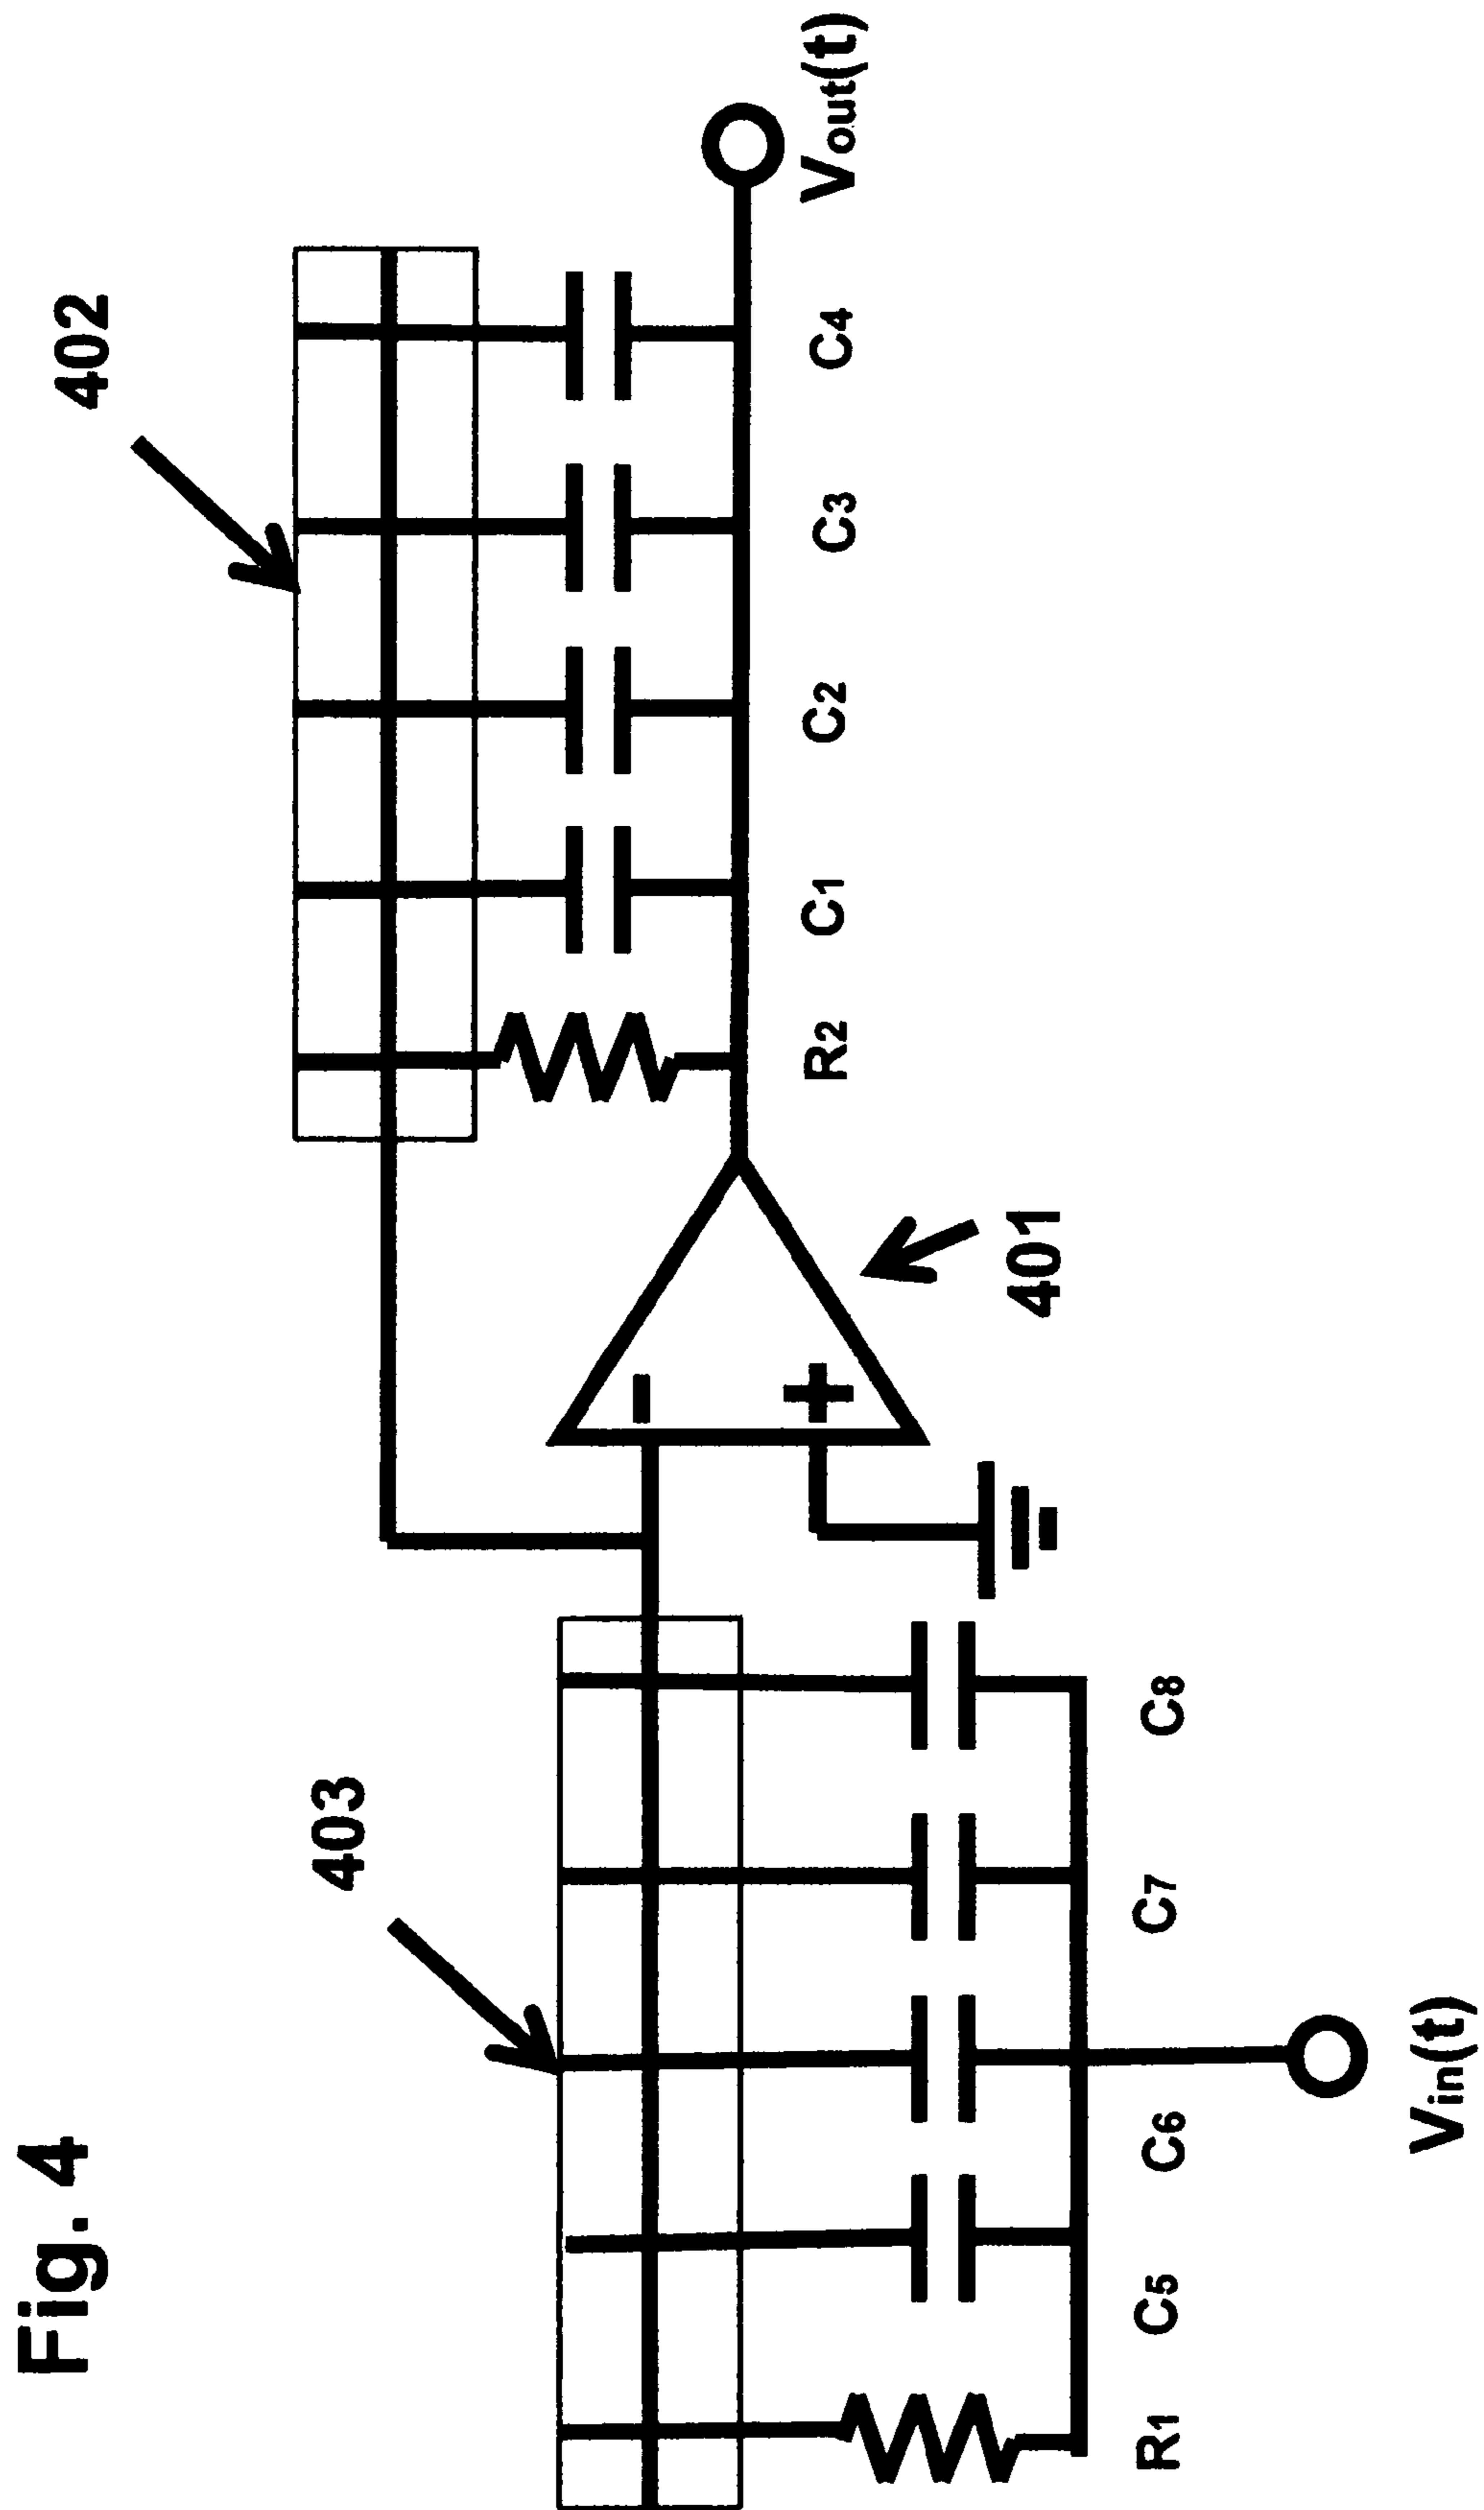 Fig. 4
402
403
401
R2
C1
C2
C3
C4
Vout(t)
−
+
R1
C5
C6
C7
C8
Vin(t)